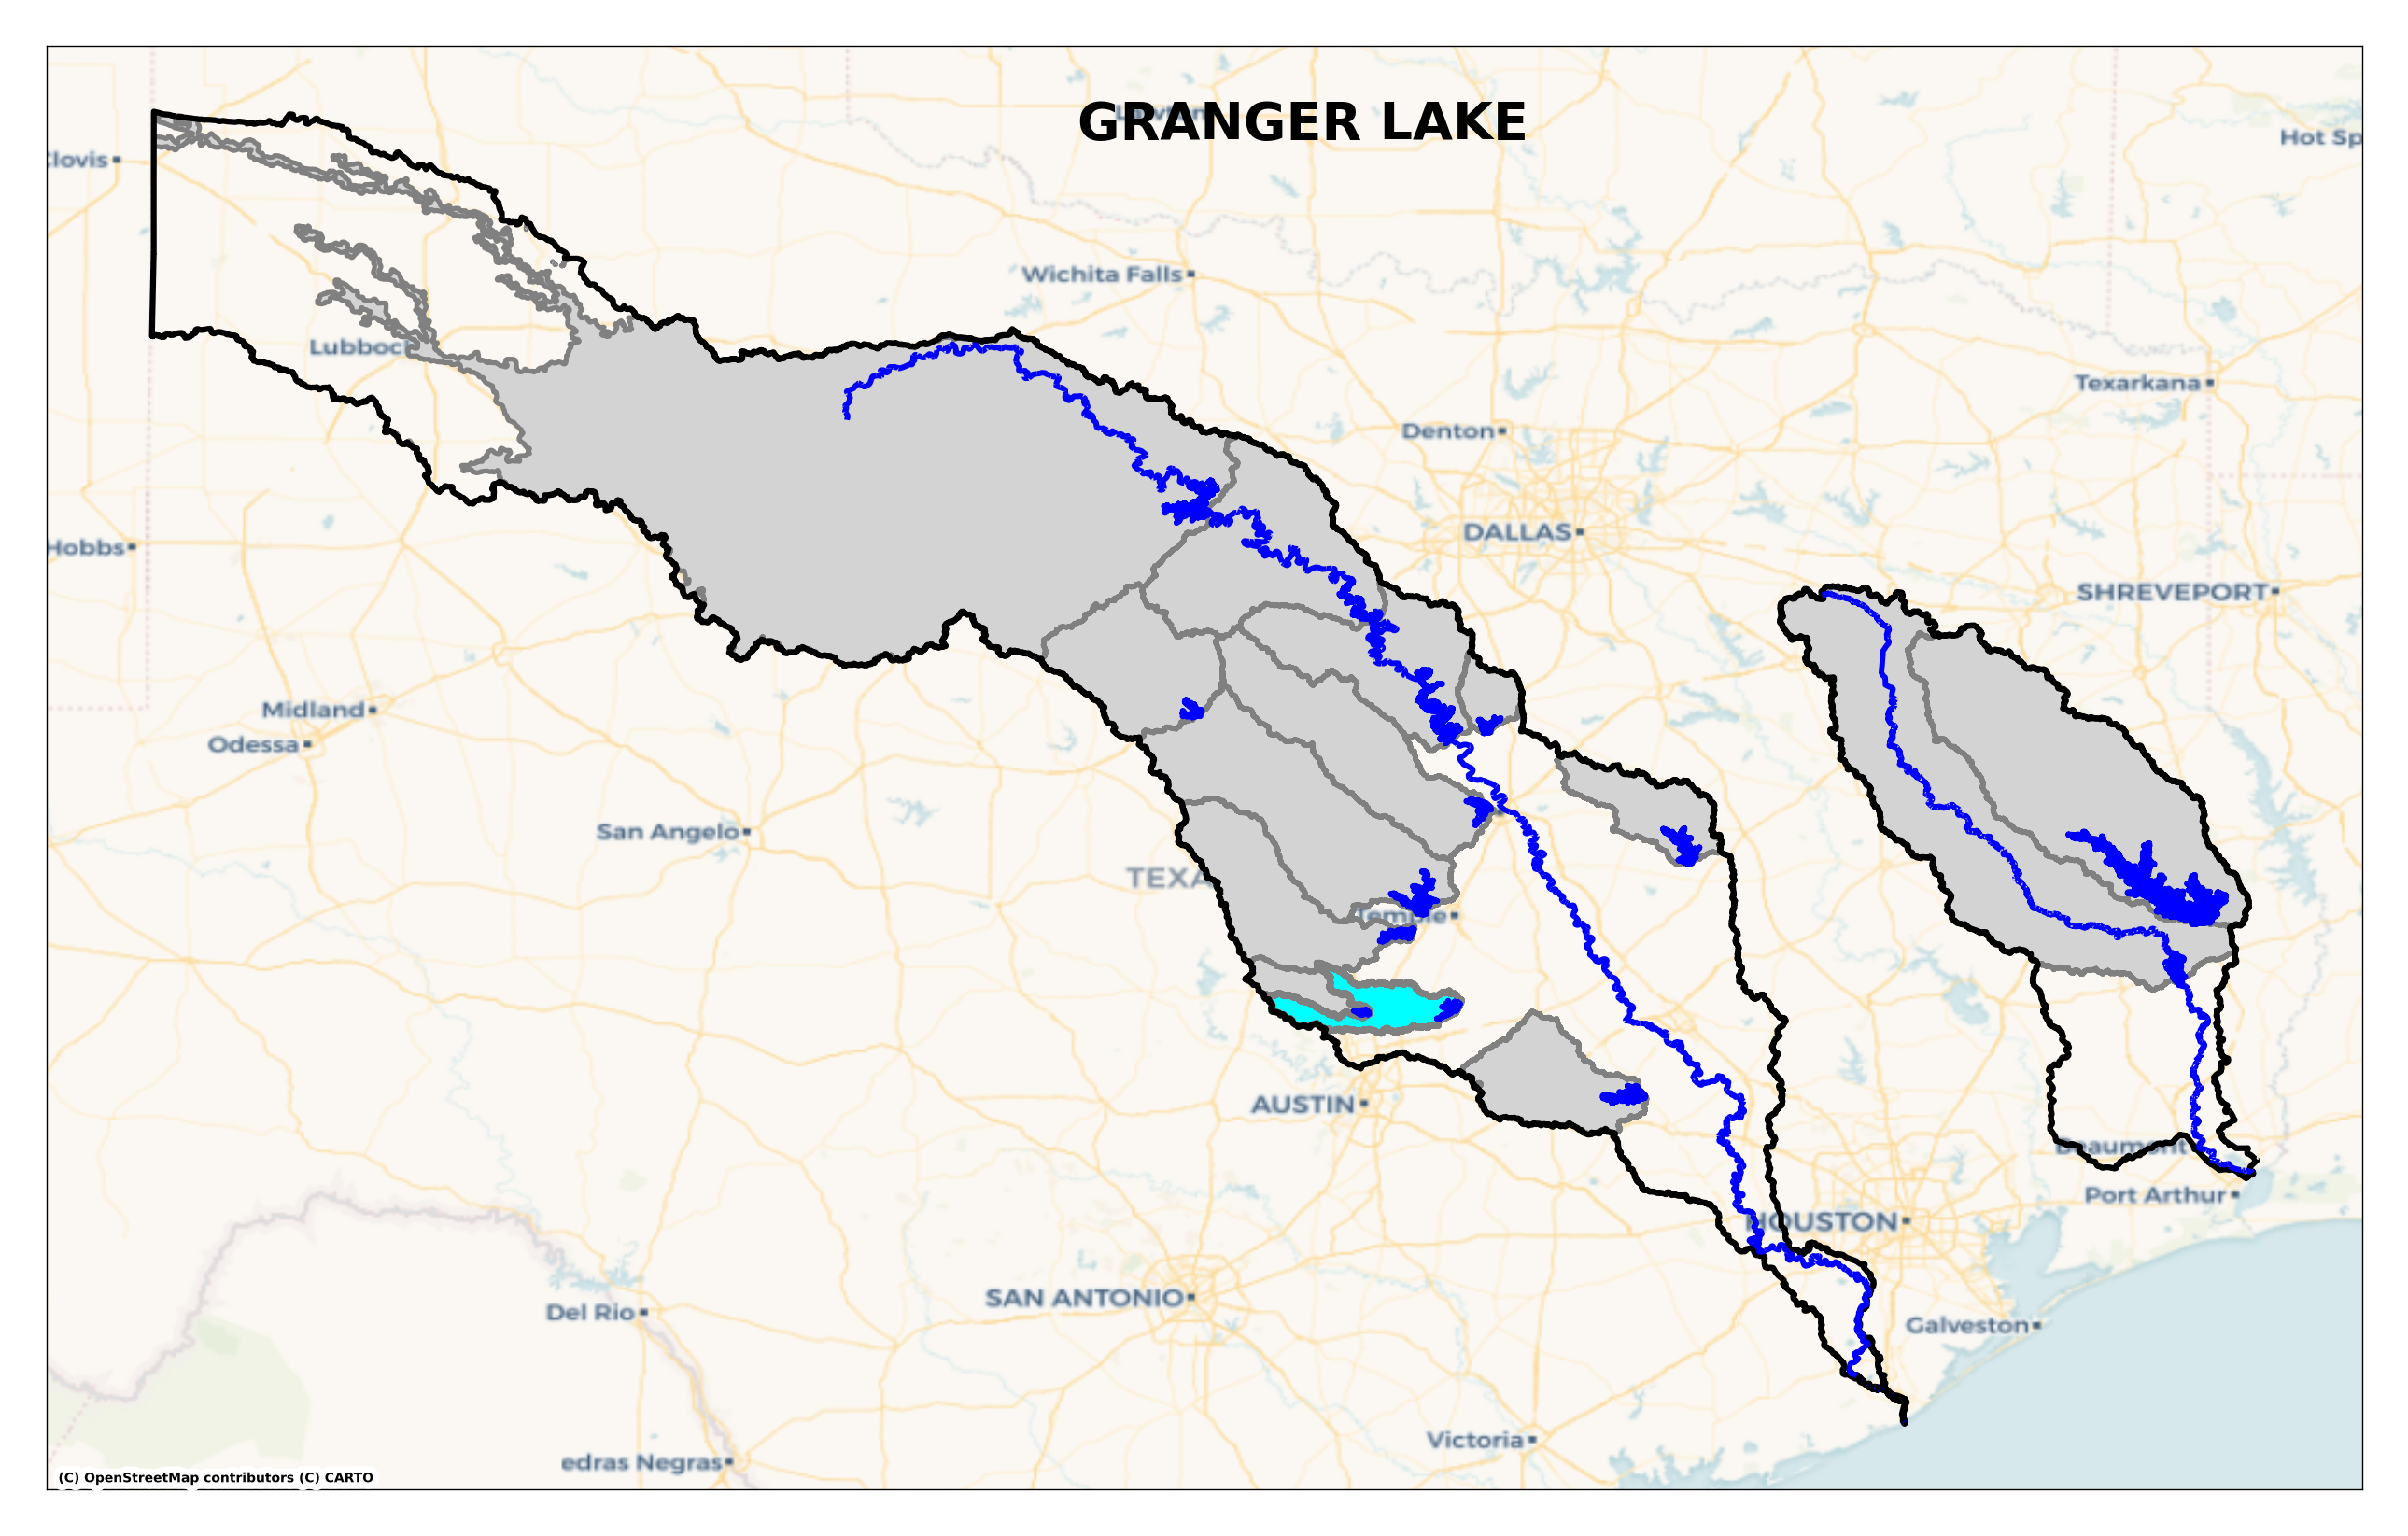 GRANGER LAKE
Hot Sp
Clovis
Wichita Falls
Lubboc
Texarkana
Denton
DALLAS
Hobbs
SHREVEPORT
Midland
Odessa
San Angelo
TEXA
Temple
AUSTIN
Beaumont
Port Arthur
HOUSTON
SAN ANTONIO
Del Rio
Galveston
Victoria
edras Negras
(C) OpenStreetMap contributors (C) CARTO